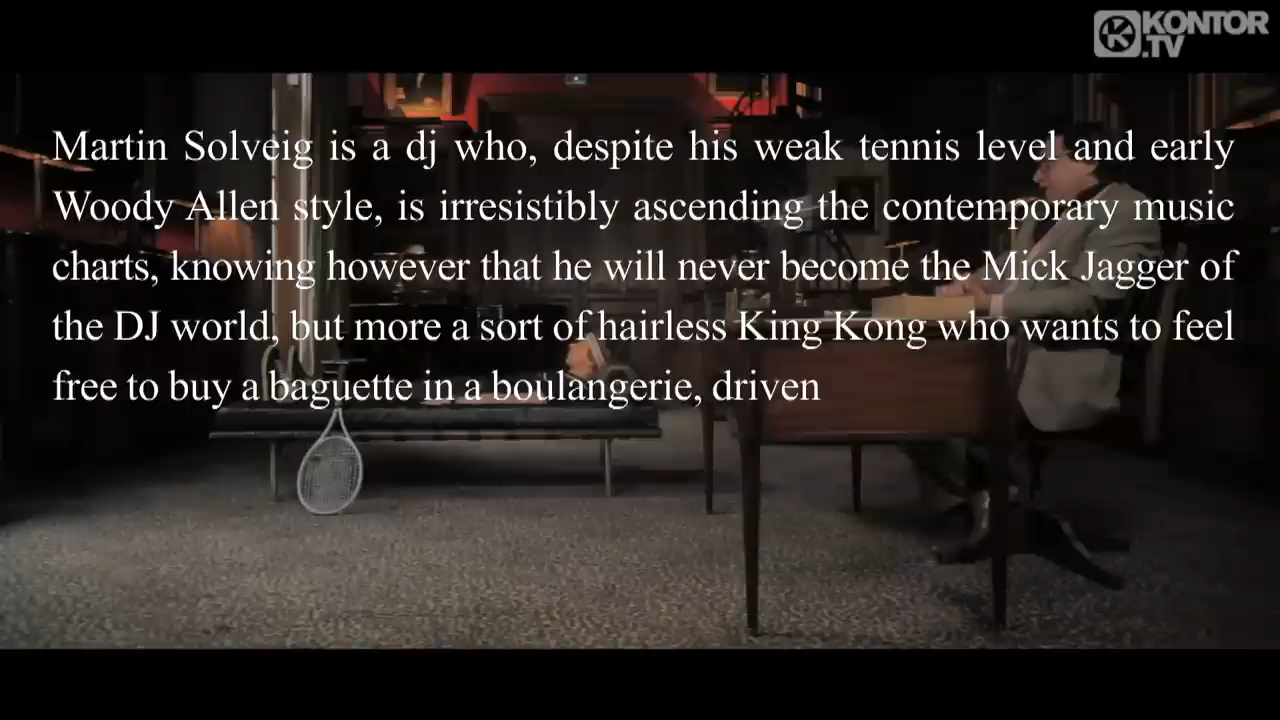 KONTOR
.TV
Martin Solveig is a dj who, despite his weak tennis level and early
Woody Allen style, is irresistibly ascending the contemporary music
charts, knowing however that he will never become the Mick Jagger of
the DJ world, but more a sort of hairless King Kong who wants to feel
free to buy a baguette in a boulangerie, driven